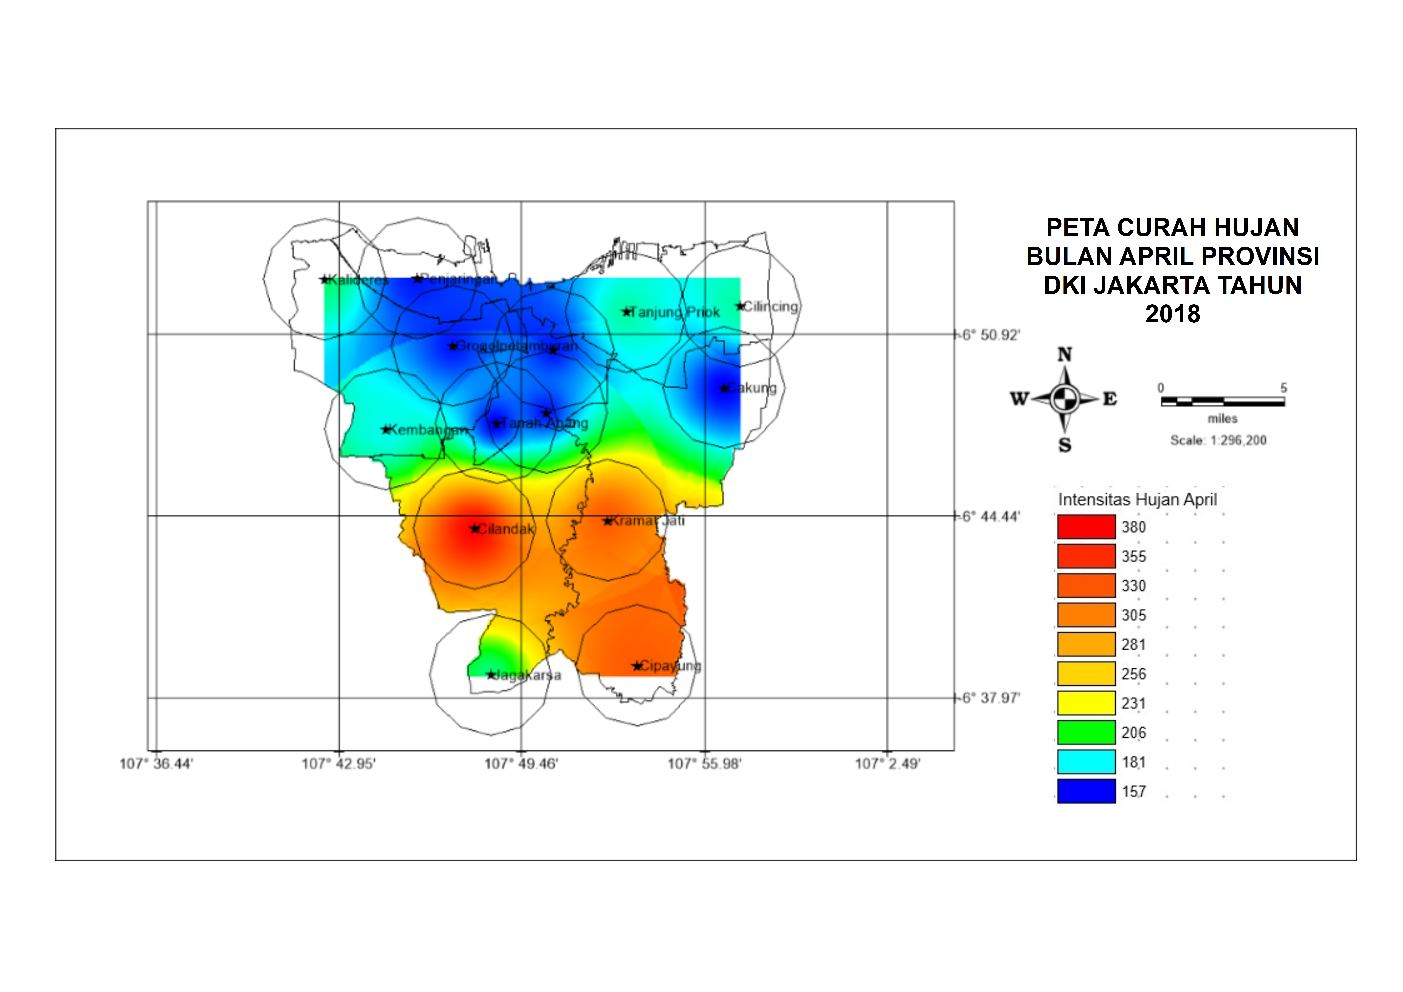 PETA CURAH HUJAN
BULAN APRIL PROVINSI
DKI JAKARTA TAHUN
2018
Kalideres
Penjaringan
Tanjung Priok
Cilincing
Grogolpetamburan
Cakung
Kembangan
Tanah Abang
Cilandak
Kramat Jati
Jagakarsa
Cipayung
-6° 50.92'
-6° 44.44'
-6° 37.97'
107° 36.44'
107° 42.95'
107° 49.46'
107° 55.98'
107° 2.49'
N
W
E
S
0
5
miles
Scale: 1:296,200
Intensitas Hujan April
380
355
330
305
281
256
231
206
181
157